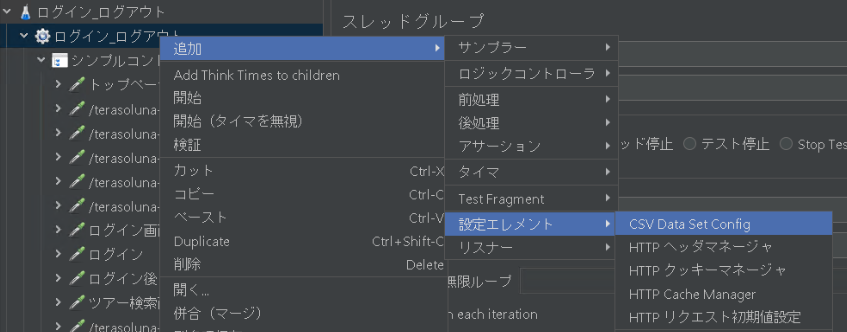 ログイン_ログアウト
ログイン_ログアウト
シンプルコント
トップペー
/terasoluna-
/terasoluna-
/terasoluna-
/terasoluna-
/terasoluna-
ログイン画面
ログイン
ログイン後
ツアー検索画
/terasoluna-
スレッドグループ
追加
Add Think Times to children
開始
開始（タイマを無視）
検証
カット Ctrl-X
コピー Ctrl-C
ペースト Ctrl-V
Duplicate Ctrl+Shift-C
削除 Delete
開く...
併合（マージ）
サンプラー
ロジックコントローラ
前処理
後処理
アサーション
タイマ
Test Fragment
設定エレメント
リスナー
CSV Data Set Config
HTTP ヘッダマネージャ
HTTP クッキーマネージャ
HTTP Cache Manager
HTTP リクエスト初期値設定
ッド停止 テスト停止 Stop Tes
無限ループ
n each iteration